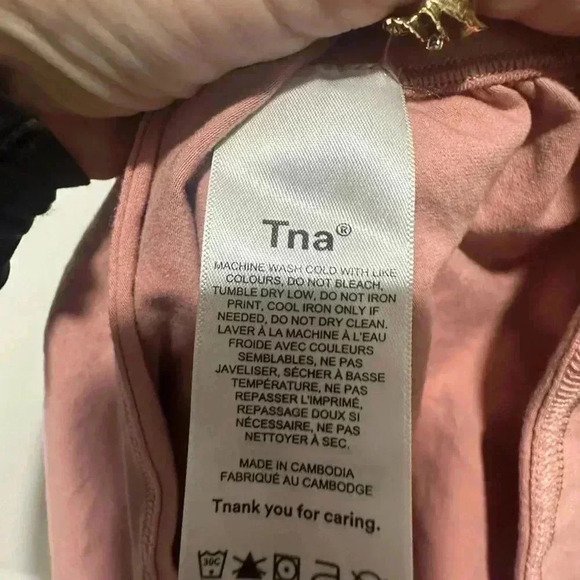 Tna®
MACHINE WASH COLD WITH LIKE
COLOURS, DO NOT BLEACH,
TUMBLE DRY LOW, DO NOT IRON
PRINT, COOL IRON ONLY IF
NEEDED, DO NOT DRY CLEAN.
LAVER À LA MACHINE À L'EAU
FROIDE AVEC COULEURS
SEMBLABLES, NE PAS
JAVELISER, SÉCHER À BASSE
TEMPÉRATURE, NE PAS
REPASSER L'IMPRIMÉ,
REPASSAGE DOUX SI
NÉCESSAIRE, NE PAS
NETTOYER À SEC.
MADE IN CAMBODIA
FABRIQUÉ AU CAMBODGE
Tnank you for caring.
30C